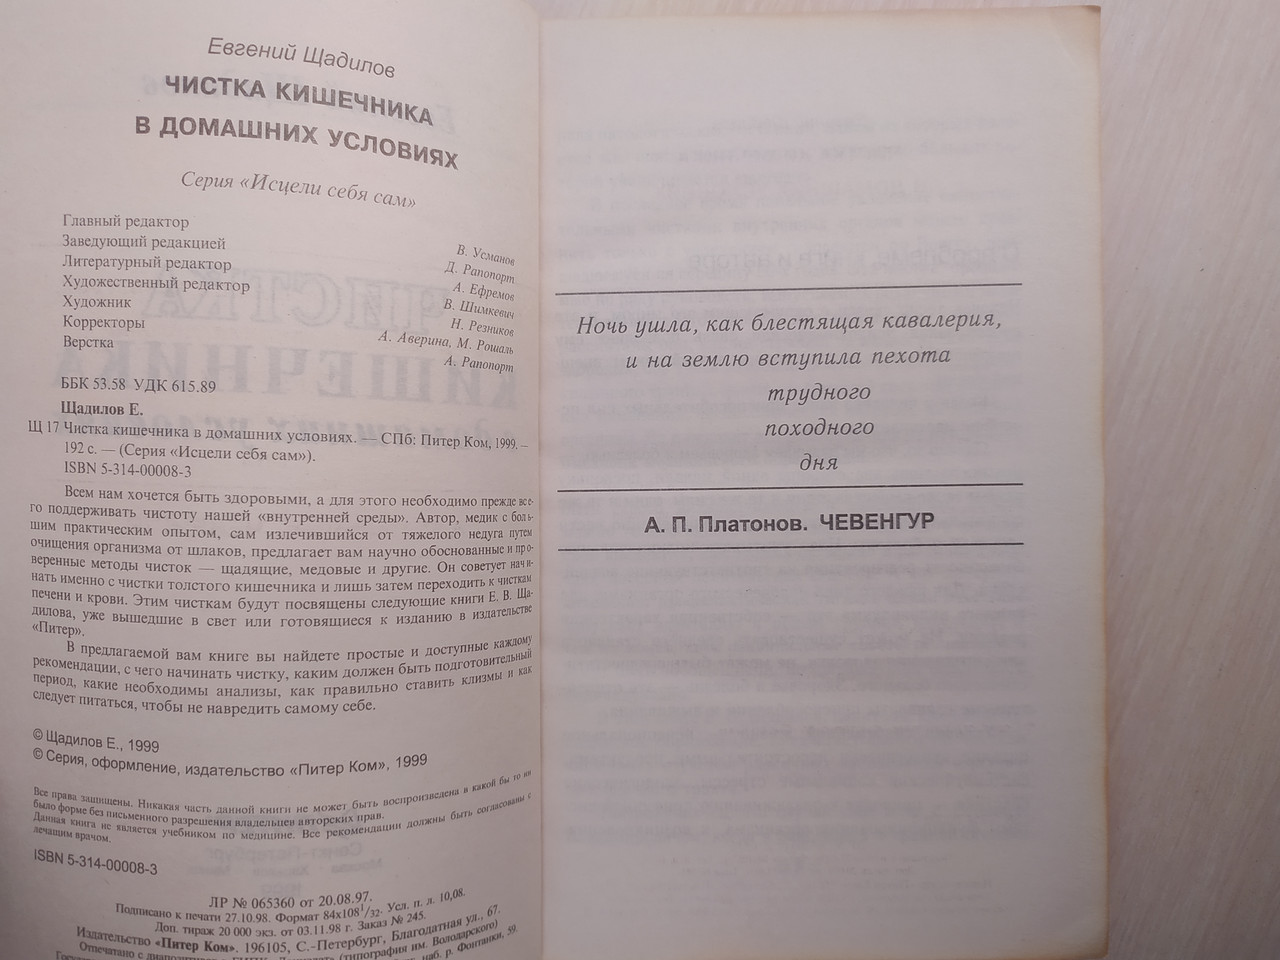 Евгений Щадилов
ЧИСТКА КИШЕЧНИКА
В ДОМАШНИХ УСЛОВИЯХ
Серия «Исцели себя сам»
Главный редактор В. Усманов
Заведующий редакцией Д. Рапопорт
Литературный редактор А. Ефремов
Художественный редактор В. Шимкевич
Художник Н. Резников
Корректоры А. Аверина, М. Рошаль
Верстка А. Рапопорт
ББК 53.58 УДК 615.89
Щадилов Е.
Щ 17 Чистка кишечника в домашних условиях. — СПб: Питер Ком, 1999. –
192 с. — (Серия «Исцели себя сам»).
ISBN 5-314-00008-3
Всем нам хочется быть здоровыми, а для этого необходимо прежде все-
го поддерживать чистоту нашей «внутренней среды». Автор, медик с боль-
шим практическим опытом, сам излечившийся от тяжелого недуга путем
очищения организма от шлаков, предлагает вам научно обоснованные и про-
веренные методы чисток — щадящие, медовые и другие. Он советует начи-
нать именно с чистки толстого кишечника и лишь затем переходить к чисткам
печени и крови. Этим чисткам будут посвящены следующие книги Е. В. Ща-
дилова, уже вышедшие в свет или готовящиеся к изданию в издательстве
«Питер».
В предлагаемой вам книге вы найдете простые и доступные каждому
рекомендации, с чего начинать чистку, каким должен быть подготовительный
период, какие необходимы анализы, как правильно ставить клизмы и как
следует питаться, чтобы не навредить самому себе.
© Щадилов Е., 1999
© Серия, оформление, издательство «Питер Ком», 1999
Все права защищены. Никакая часть данной книги не может быть воспроизведена в какой бы то ни
было форме без письменного разрешения владельцев авторских прав.
Данная книга не является учебником по медицине. Все рекомендации должны быть согласованы с
лечащим врачом.
ISBN 5-314-00008-3
ЛР № 065360 от 20.08.97.
Подписано к печати 27.10.98. Формат 84х108 1/32. Усл. п. л. 10,08.
Доп. тираж 20 000 экз. от 03.11.98 г. Заказ № 245.
Издательство «Питер Ком». 196105, С.-Петербург, Благодатная ул., 67.
Отпечатано с диапозитивов (типография им. Володарского)
наб. р. Фонтанки, 59.
Ночь ушла, как блестящая кавалерия,
и на землю вступила пехота
трудного
походного
дня
А. П. Платонов. ЧЕВЕНГУР